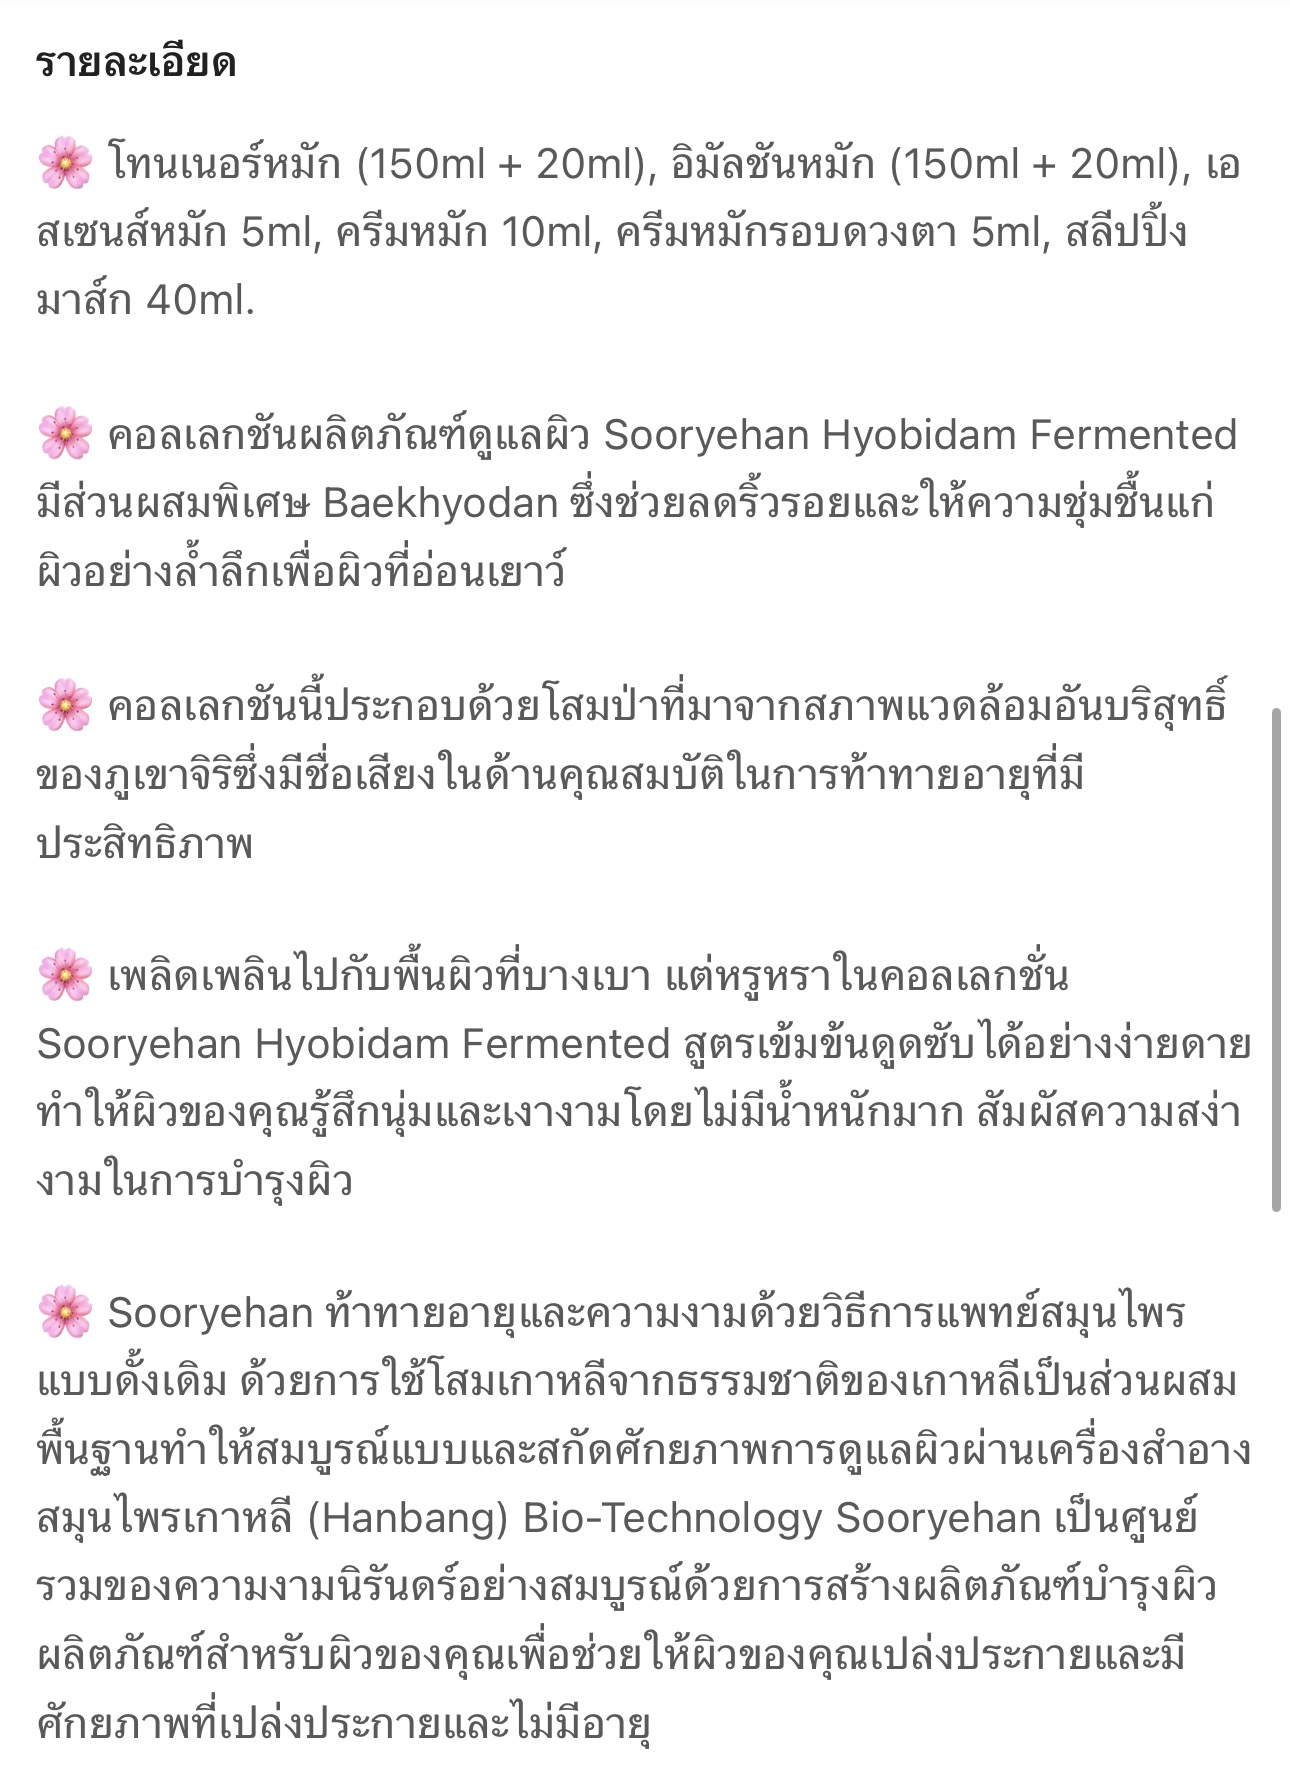 รายละเอียด
🌸 โทนเนอร์หมัก (150ml + 20ml), อิมัลชันหมัก (150ml + 20ml), เอ
สเซนส์หมัก 5ml, ครีมหมัก 10ml, ครีมหมักรอบดวงตา 5ml, สลีปปิ้ง
มาส์ก 40ml.
🌸 คอลเลกชันผลิตภัณฑ์ดูแลผิว Sooryehan Hyobidam Fermented
มีส่วนผสมพิเศษ Baekhyodan ซึ่งช่วยลดริ้วรอยและให้ความชุ่มชื้นแก่
ผิวอย่างล้ำลึกเพื่อผิวที่อ่อนเยาว์
🌸 คอลเลกชันนี้ประกอบด้วยโสมป่าที่มาจากสภาพแวดล้อมอันบริสุทธิ์
ของภูเขาจิริซึ่งมีชื่อเสียงในด้านคุณสมบัติในการท้าทายอายุที่มี
ประสิทธิภาพ
🌸 เพลิดเพลินไปกับพื้นผิวที่บางเบา แต่หรูหราในคอลเลกชั่น
Sooryehan Hyobidam Fermented สูตรเข้มข้นดูดซับได้อย่างง่ายดาย
ทำให้ผิวของคุณรู้สึกนุ่มและเงางามโดยไม่มีน้ำหนักมาก สัมผัสความสง่า
งามในการบำรุงผิว
🌸 Sooryehan ท้าทายอายุและความงามด้วยวิธีการแพทย์สมุนไพร
แบบดั้งเดิม ด้วยการใช้โสมเกาหลีจากธรรมชาติของเกาหลีเป็นส่วนผสม
พื้นฐานทำให้สมบูรณ์แบบและสกัดศักยภาพการดูแลผิวผ่านเครื่องสำอาง
สมุนไพรเกาหลี (Hanbang) Bio-Technology Sooryehan เป็นศูนย์
รวมของความงามนิรันดร์อย่างสมบูรณ์ด้วยการสร้างผลิตภัณฑ์บำรุงผิว
ผลิตภัณฑ์สำหรับผิวของคุณเพื่อช่วยให้ผิวของคุณเปล่งประกายและมี
ศักยภาพที่เปล่งประกายและไม่มีอายุ